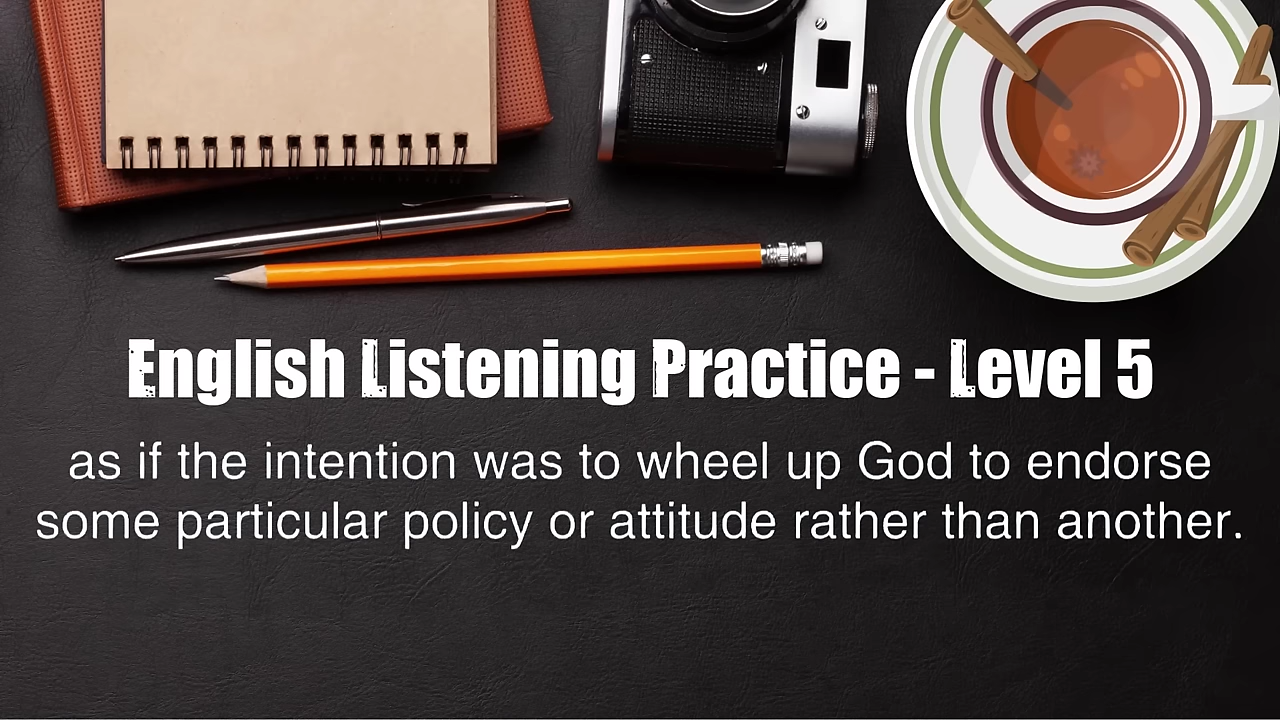 English Listening Practice - Level 5
as if the intention was to wheel up God to endorse
some particular policy or attitude rather than another.